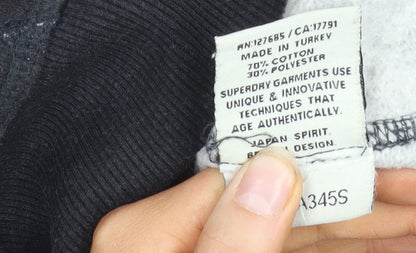 RN:127685 / CA:17791
MADE IN TURKEY
70% COTTON
30% POLYESTER
SUPERDRY GARMENTS USE
UNIQUE & INNOVATIVE
TECHNIQUES THAT
AGE AUTHENTICALLY.
JAPAN SPIRIT.
DESIGN.
A345S